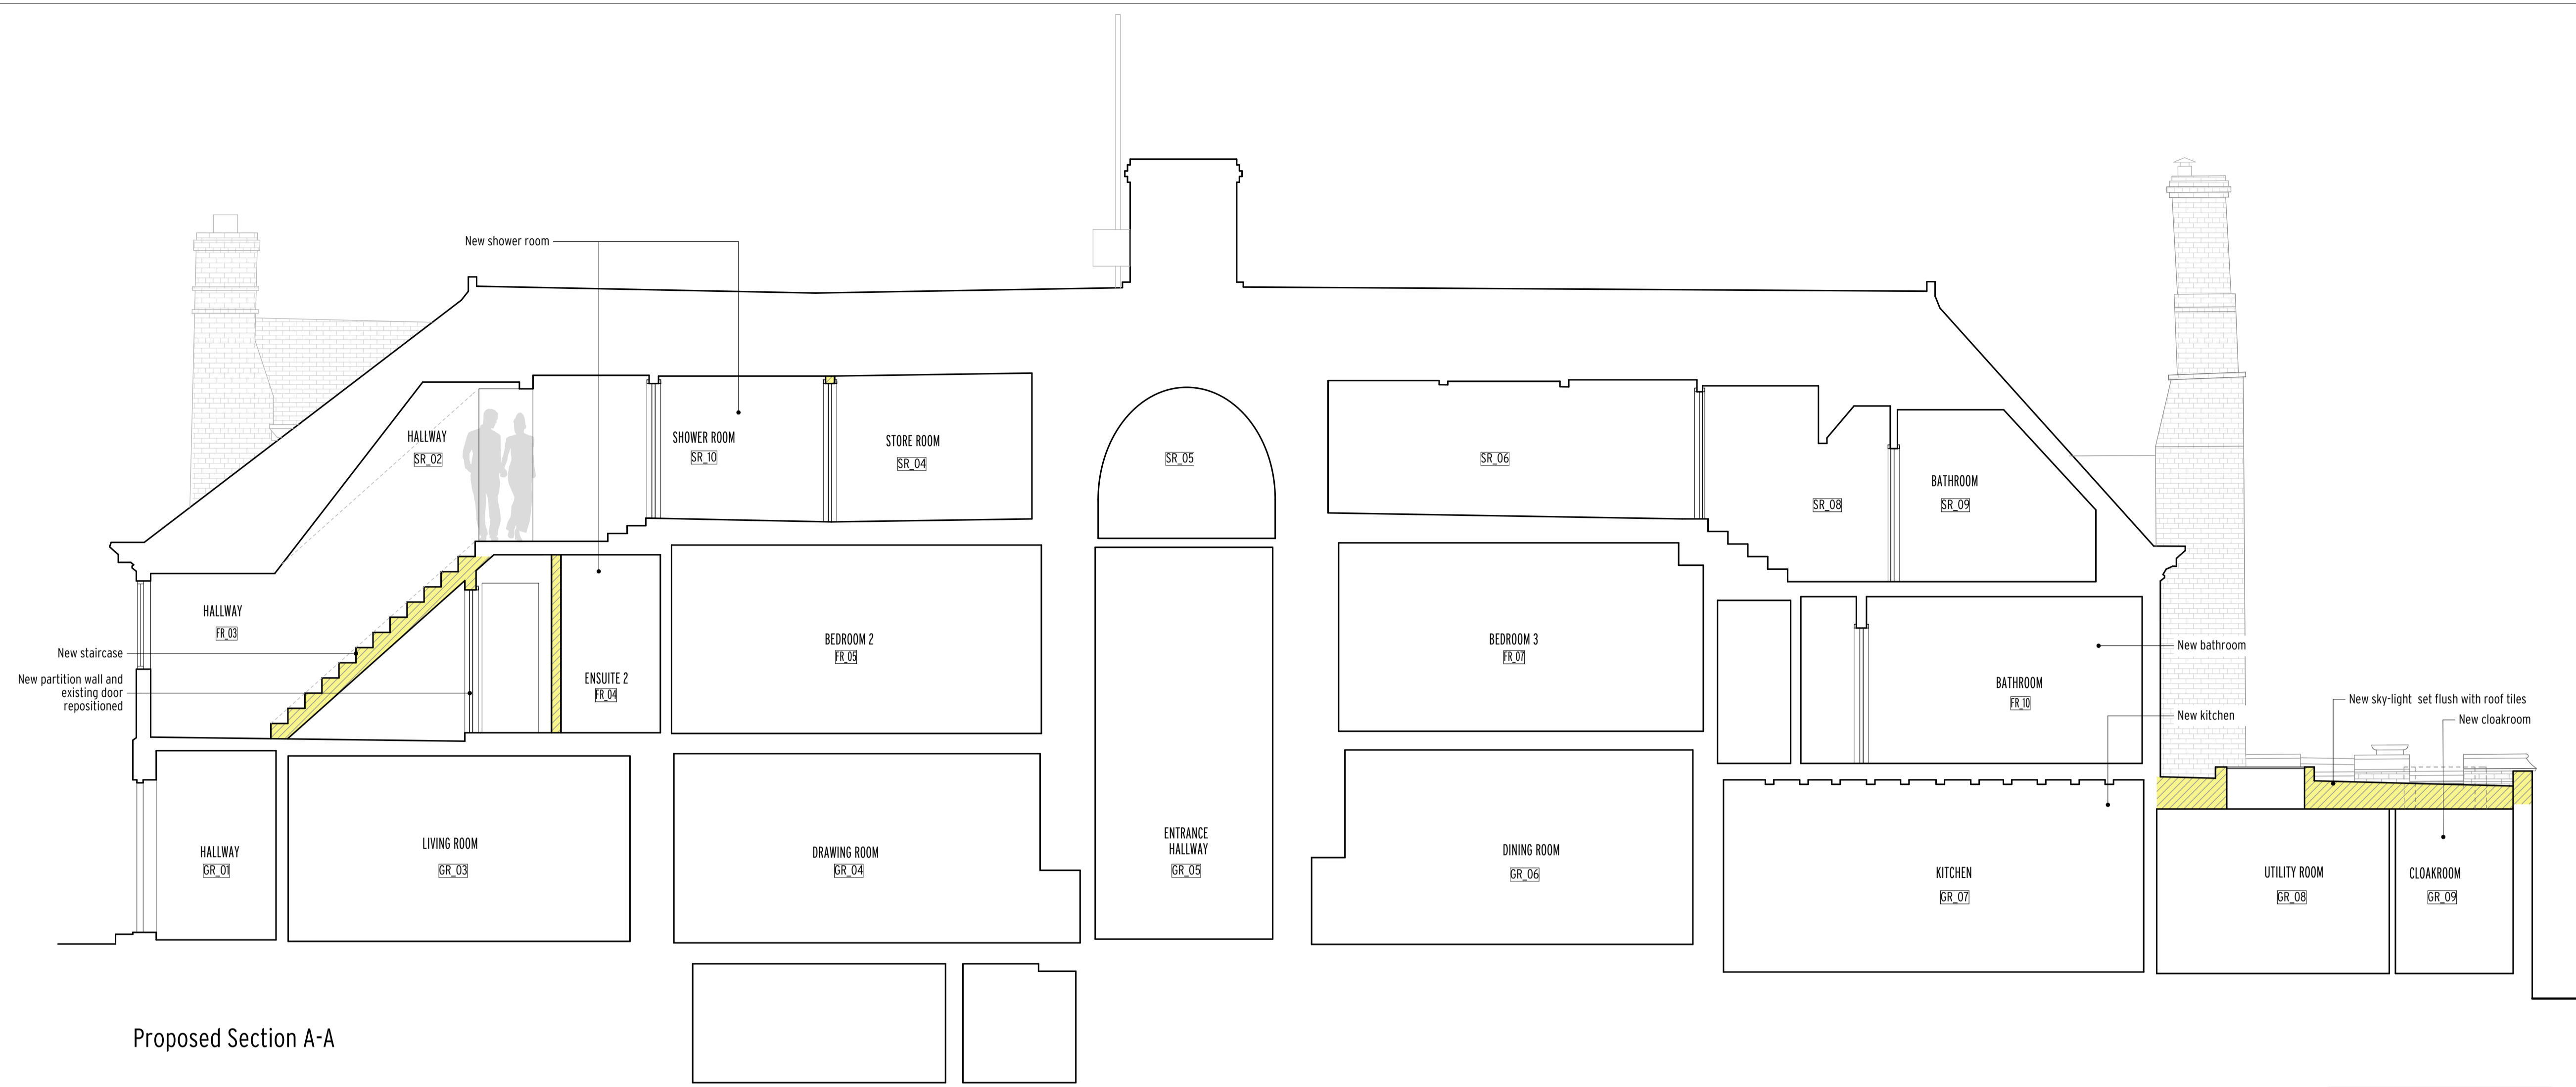 New shower room
HALLWAY
SR_02
SHOWER ROOM
SR_10
STORE ROOM
SR_04
SR_05
SR_06
SR_08
BATHROOM
SR_09
HALLWAY
FR_03
New staircase
New partition wall and
existing door
repositioned
ENSUITE 2
FR_04
BEDROOM 2
FR_05
BEDROOM 3
FR_07
BATHROOM
FR_10
New bathroom
New kitchen
New sky-light set flush with roof tiles
New cloakroom
HALLWAY
GR_01
LIVING ROOM
GR_03
DRAWING ROOM
GR_04
ENTRANCE
HALLWAY
GR_05
DINING ROOM
GR_06
KITCHEN
GR_07
UTILITY ROOM
GR_08
CLOAKROOM
GR_09
Proposed Section A-A